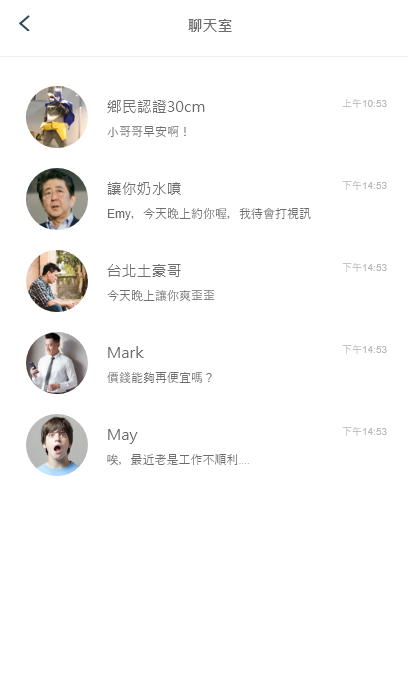 聊天室
鄉民認證30cm
上午10:53
小哥哥早安啊！
讓你奶水噴
下午14:53
Emy，今天晚上約你喔，我待會打視訊
台北土豪哥
下午14:53
今天晚上讓你爽歪歪
Mark
下午14:53
價錢能夠再便宜嗎？
May
下午14:53
唉，最近老是工作不順利....